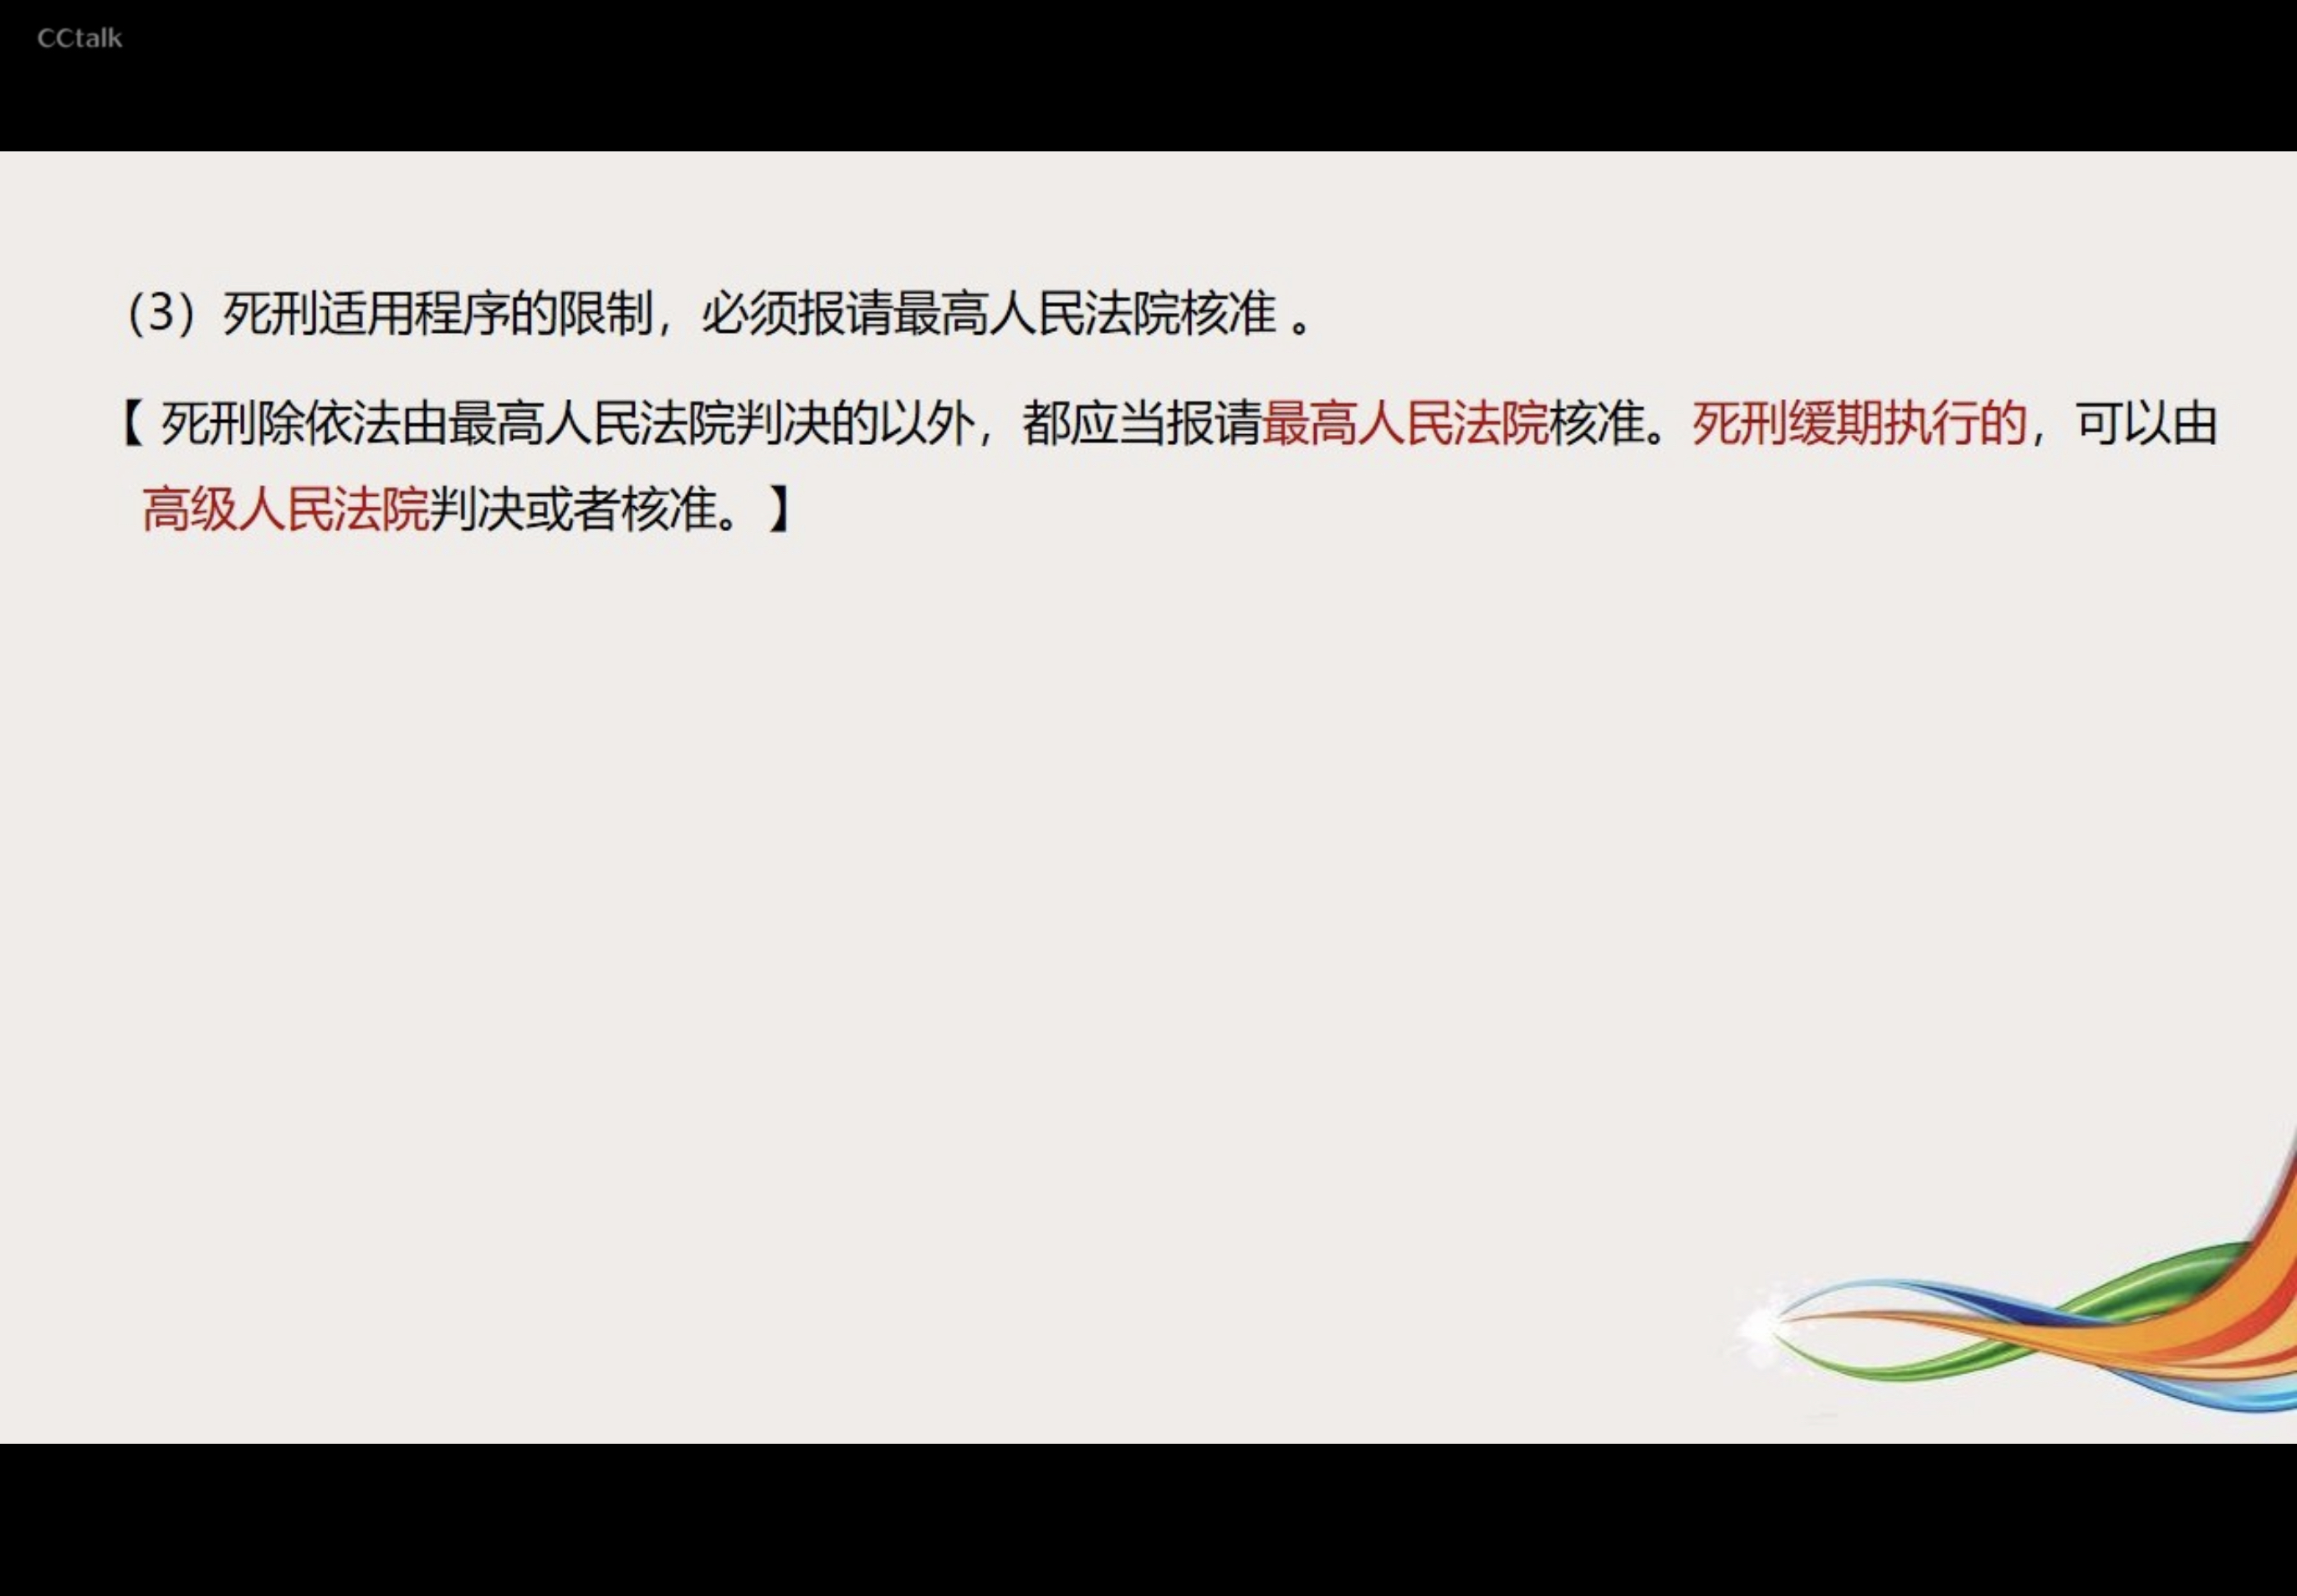 CCtalk
（3）死刑适用程序的限制，必须报请最高人民法院核准 。
【 死刑除依法由最高人民法院判决的以外，都应当报请最高人民法院核准。死刑缓期执行的，可以由
高级人民法院判决或者核准。】